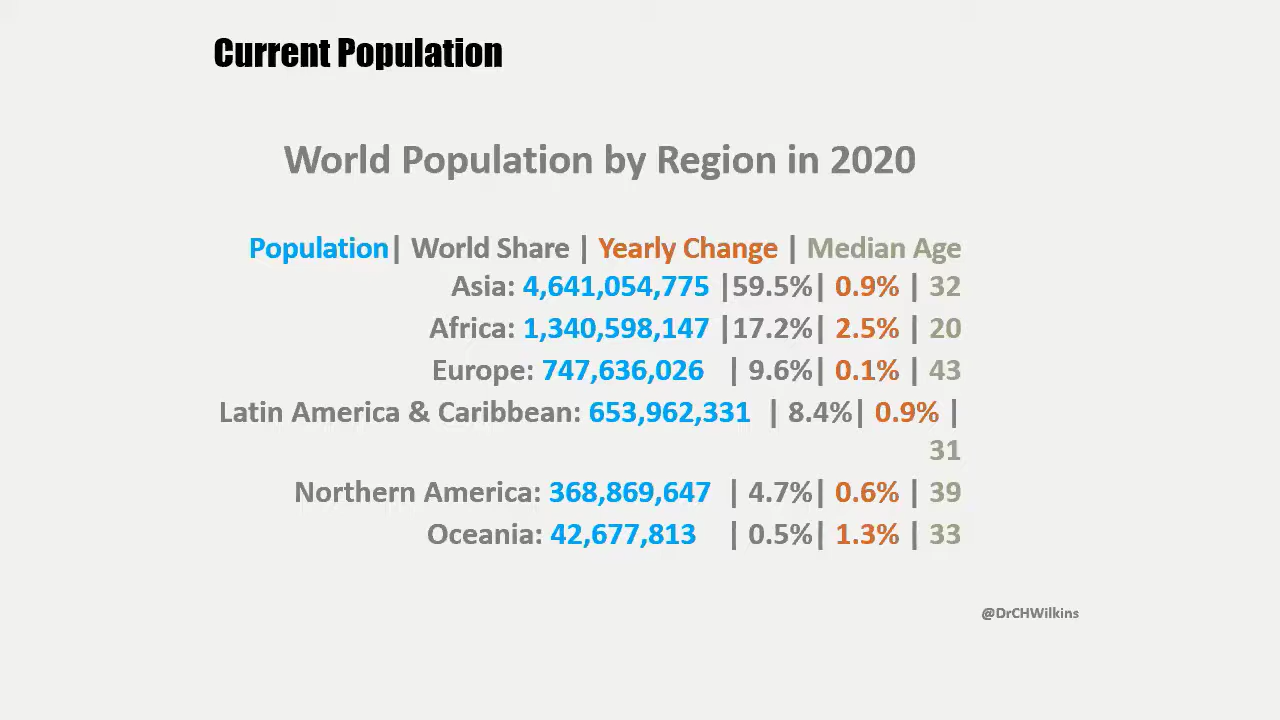 Current Population
World Population by Region in 2020
Population| World Share | Yearly Change | Median Age
Asia: 4,641,054,775 |59.5%| 0.9% | 32
Africa: 1,340,598,147 |17.2%| 2.5% | 20
Europe: 747,636,026 | 9.6%| 0.1% | 43
Latin America & Caribbean: 653,962,331 | 8.4%| 0.9% |
31
Northern America: 368,869,647 | 4.7%| 0.6% | 39
Oceania: 42,677,813 | 0.5%| 1.3% | 33
@DrCHWilkins